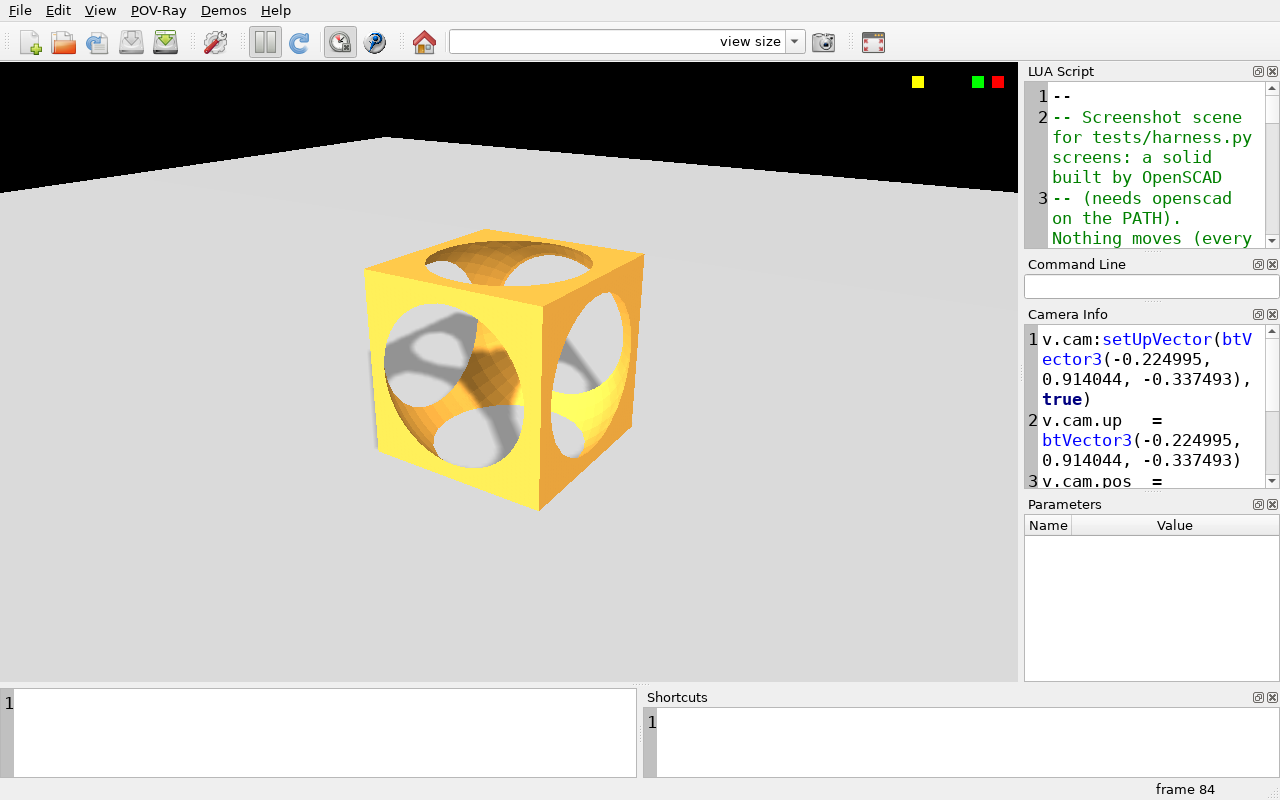 File Edit View POV-Ray Demos Help
view size
LUA Script
1 --
2 -- Screenshot scene
for tests/harness.py
screens: a solid
built by OpenSCAD
3 -- (needs openscad
on the PATH).
Nothing moves (every
Command Line
Camera Info
1 v.cam:setUpVector(btV
ector3(-0.224995,
0.914044, -0.337493),
true)
2 v.cam.up   =
btVector3(-0.224995,
0.914044, -0.337493)
3 v.cam.pos  =
Parameters
Name Value
1
Shortcuts
1
frame 84